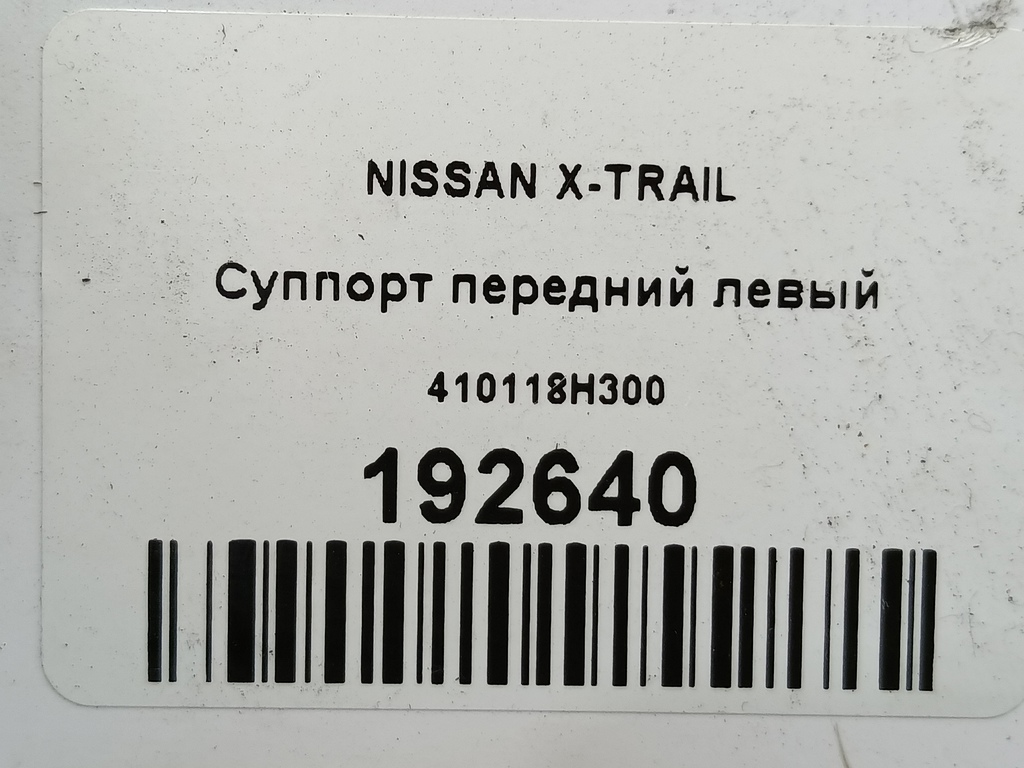 NISSAN X-TRAIL
Суппорт передний левый
410118H300
192640